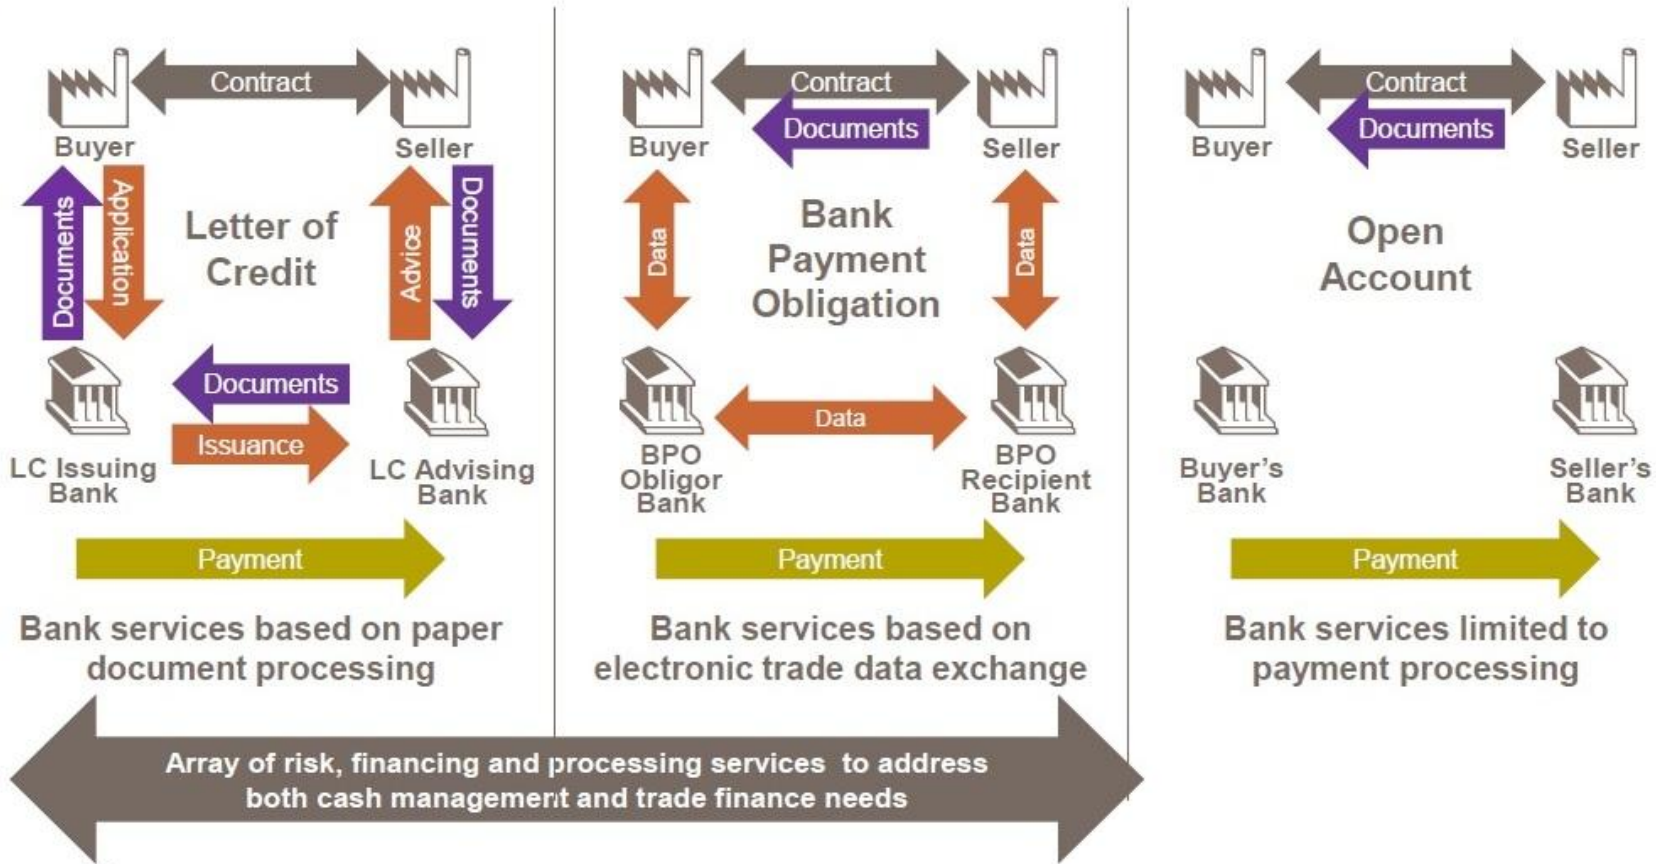 Contract
Buyer
Seller
Documents
Application
Letter of
Credit
Advice
Documents
Documents
Issuance
LC Issuing
Bank
LC Advising
Bank
Payment
Bank services based on paper
document processing
Contract
Documents
Buyer
Seller
Data
Bank
Payment
Obligation
Data
Data
BPO
Obligor
Bank
BPO
Recipient
Bank
Payment
Bank services based on
electronic trade data exchange
Contract
Documents
Buyer
Seller
Open
Account
Buyer's
Bank
Seller's
Bank
Payment
Bank services limited to
payment processing
Array of risk, financing and processing services to address
both cash management and trade finance needs